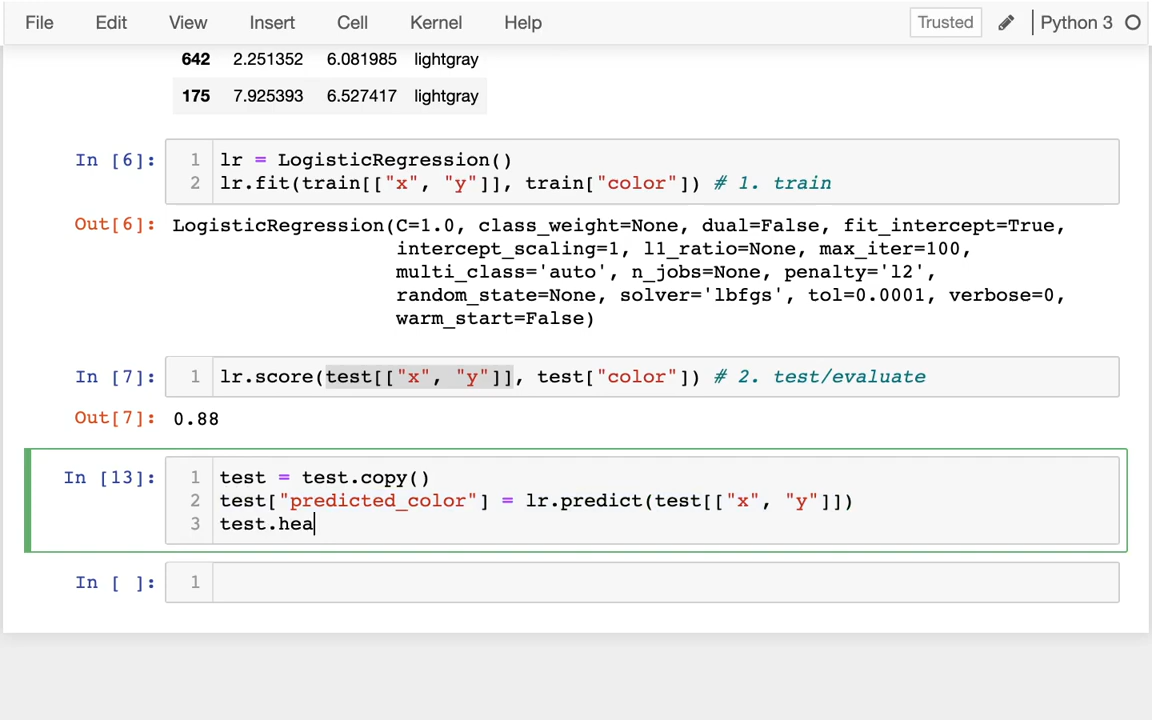 File Edit View Insert Cell Kernel Help Trusted Python 3
642 2.251352 6.081985 lightgray
175 7.925393 6.527417 lightgray
In [6]: 1 lr = LogisticRegression()
2 lr.fit(train[["x", "y"]], train["color"]) # 1. train
Out[6]: LogisticRegression(C=1.0, class_weight=None, dual=False, fit_intercept=True,
intercept_scaling=1, l1_ratio=None, max_iter=100,
multi_class='auto', n_jobs=None, penalty='l2',
random_state=None, solver='lbfgs', tol=0.0001, verbose=0,
warm_start=False)
In [7]: 1 lr.score(test[["x", "y"]], test["color"]) # 2. test/evaluate
Out[7]: 0.88
In [13]: 1 test = test.copy()
2 test["predicted_color"] = lr.predict(test[["x", "y"]])
3 test.hea
In [ ]: 1